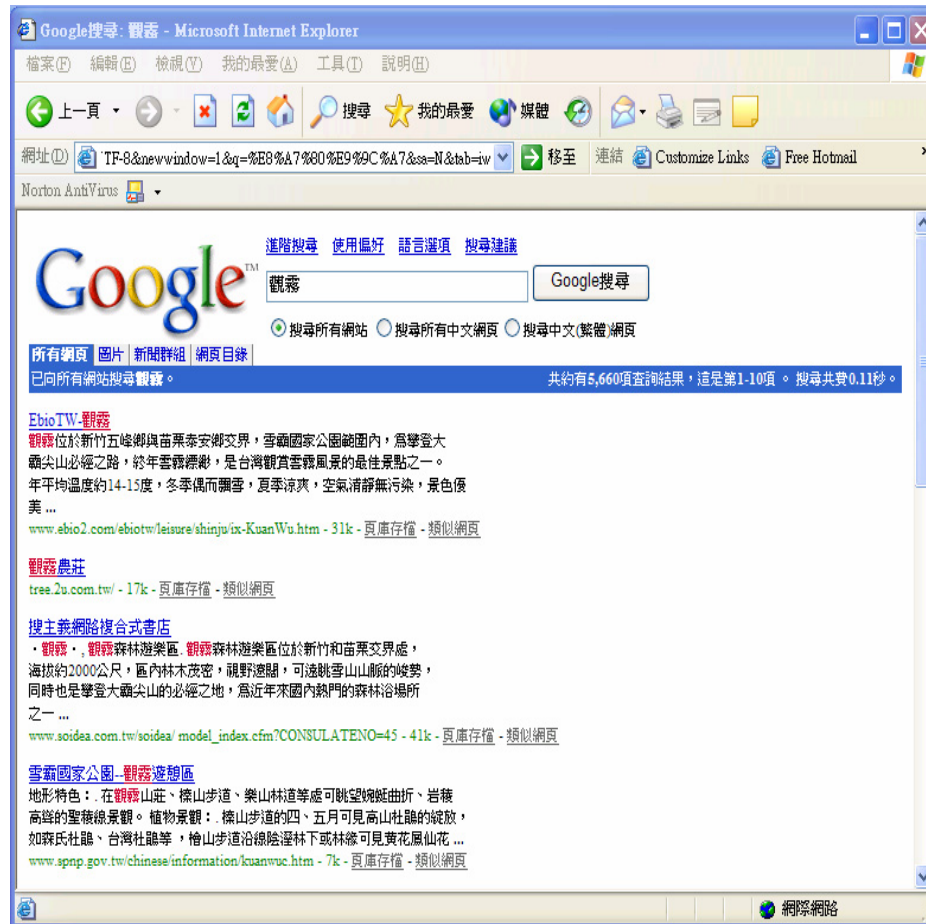 Google搜尋: 觀霧 - Microsoft Internet Explorer
檔案(F) 編輯(E) 檢視(V) 我的最愛(A) 工具(T) 說明(H)
上一頁 搜尋 我的最愛 媒體
網址(D) TF-8&newwindow=1&q=%E8%A7%80%E9%9C%A7&sa=N&tab=iw 移至 連結 Customize Links Free Hotmail »
Norton AntiVirus
進階搜尋 使用偏好 語言選項 搜尋建議
Google™ 觀霧 Google搜尋
搜尋所有網站 搜尋所有中文網頁 搜尋中文(繁體)網頁
所有網頁 圖片 新聞群組 網頁目錄
已向所有網站搜尋觀霧。 共約有5,660項查詢結果，這是第1-10項 。 搜尋共費0.11秒。
EbioTW-觀霧
觀霧位於新竹五峰鄉與苗栗泰安鄉交界，雪霸國家公園範圍內，為攀登大
霸尖山必經之路，終年雲霧縹緲，是台灣觀賞雲霧風景的最佳景點之一。
年平均溫度約14-15度，冬季偶而飄雪，夏季涼爽，空氣清靜無污染，景色優
美 ...
www.ebio2.com/ebiotw/leisure/shinju/ix-KuanWu.htm - 31k - 頁庫存檔 - 類似網頁
觀霧農莊
tree.2u.com.tw/ - 17k - 頁庫存檔 - 類似網頁
搜主義網路複合式書店
・觀霧・, 觀霧森林遊樂區. 觀霧森林遊樂區位於新竹和苗栗交界處，
海拔約2000公尺，區內林木茂密，視野遼闊，可遠眺雪山山脈的峻勢，
同時也是攀登大霸尖山的必經之地，為近年來國內熱門的森林浴場所
之一 ...
www.soidea.com.tw/soidea/ model_index.cfm?CONSULATENO=45 - 41k - 頁庫存檔 - 類似網頁
雪霸國家公園--觀霧遊憩區
地形特色：. 在觀霧山莊、檜山步道、樂山林道等處可眺望蜿蜒曲折、岩稜
高聳的聖稜線景觀。 植物景觀：. 檜山步道的四、五月可見高山杜鵑的綻放，
如森氏杜鵑、台灣杜鵑等 ，檜山步道沿線陰溼林下或林緣可見黃花鳳仙花 ...
www.spnp.gov.tw/chinese/information/kuanwuc.htm - 7k - 頁庫存檔 - 類似網頁
網際網路